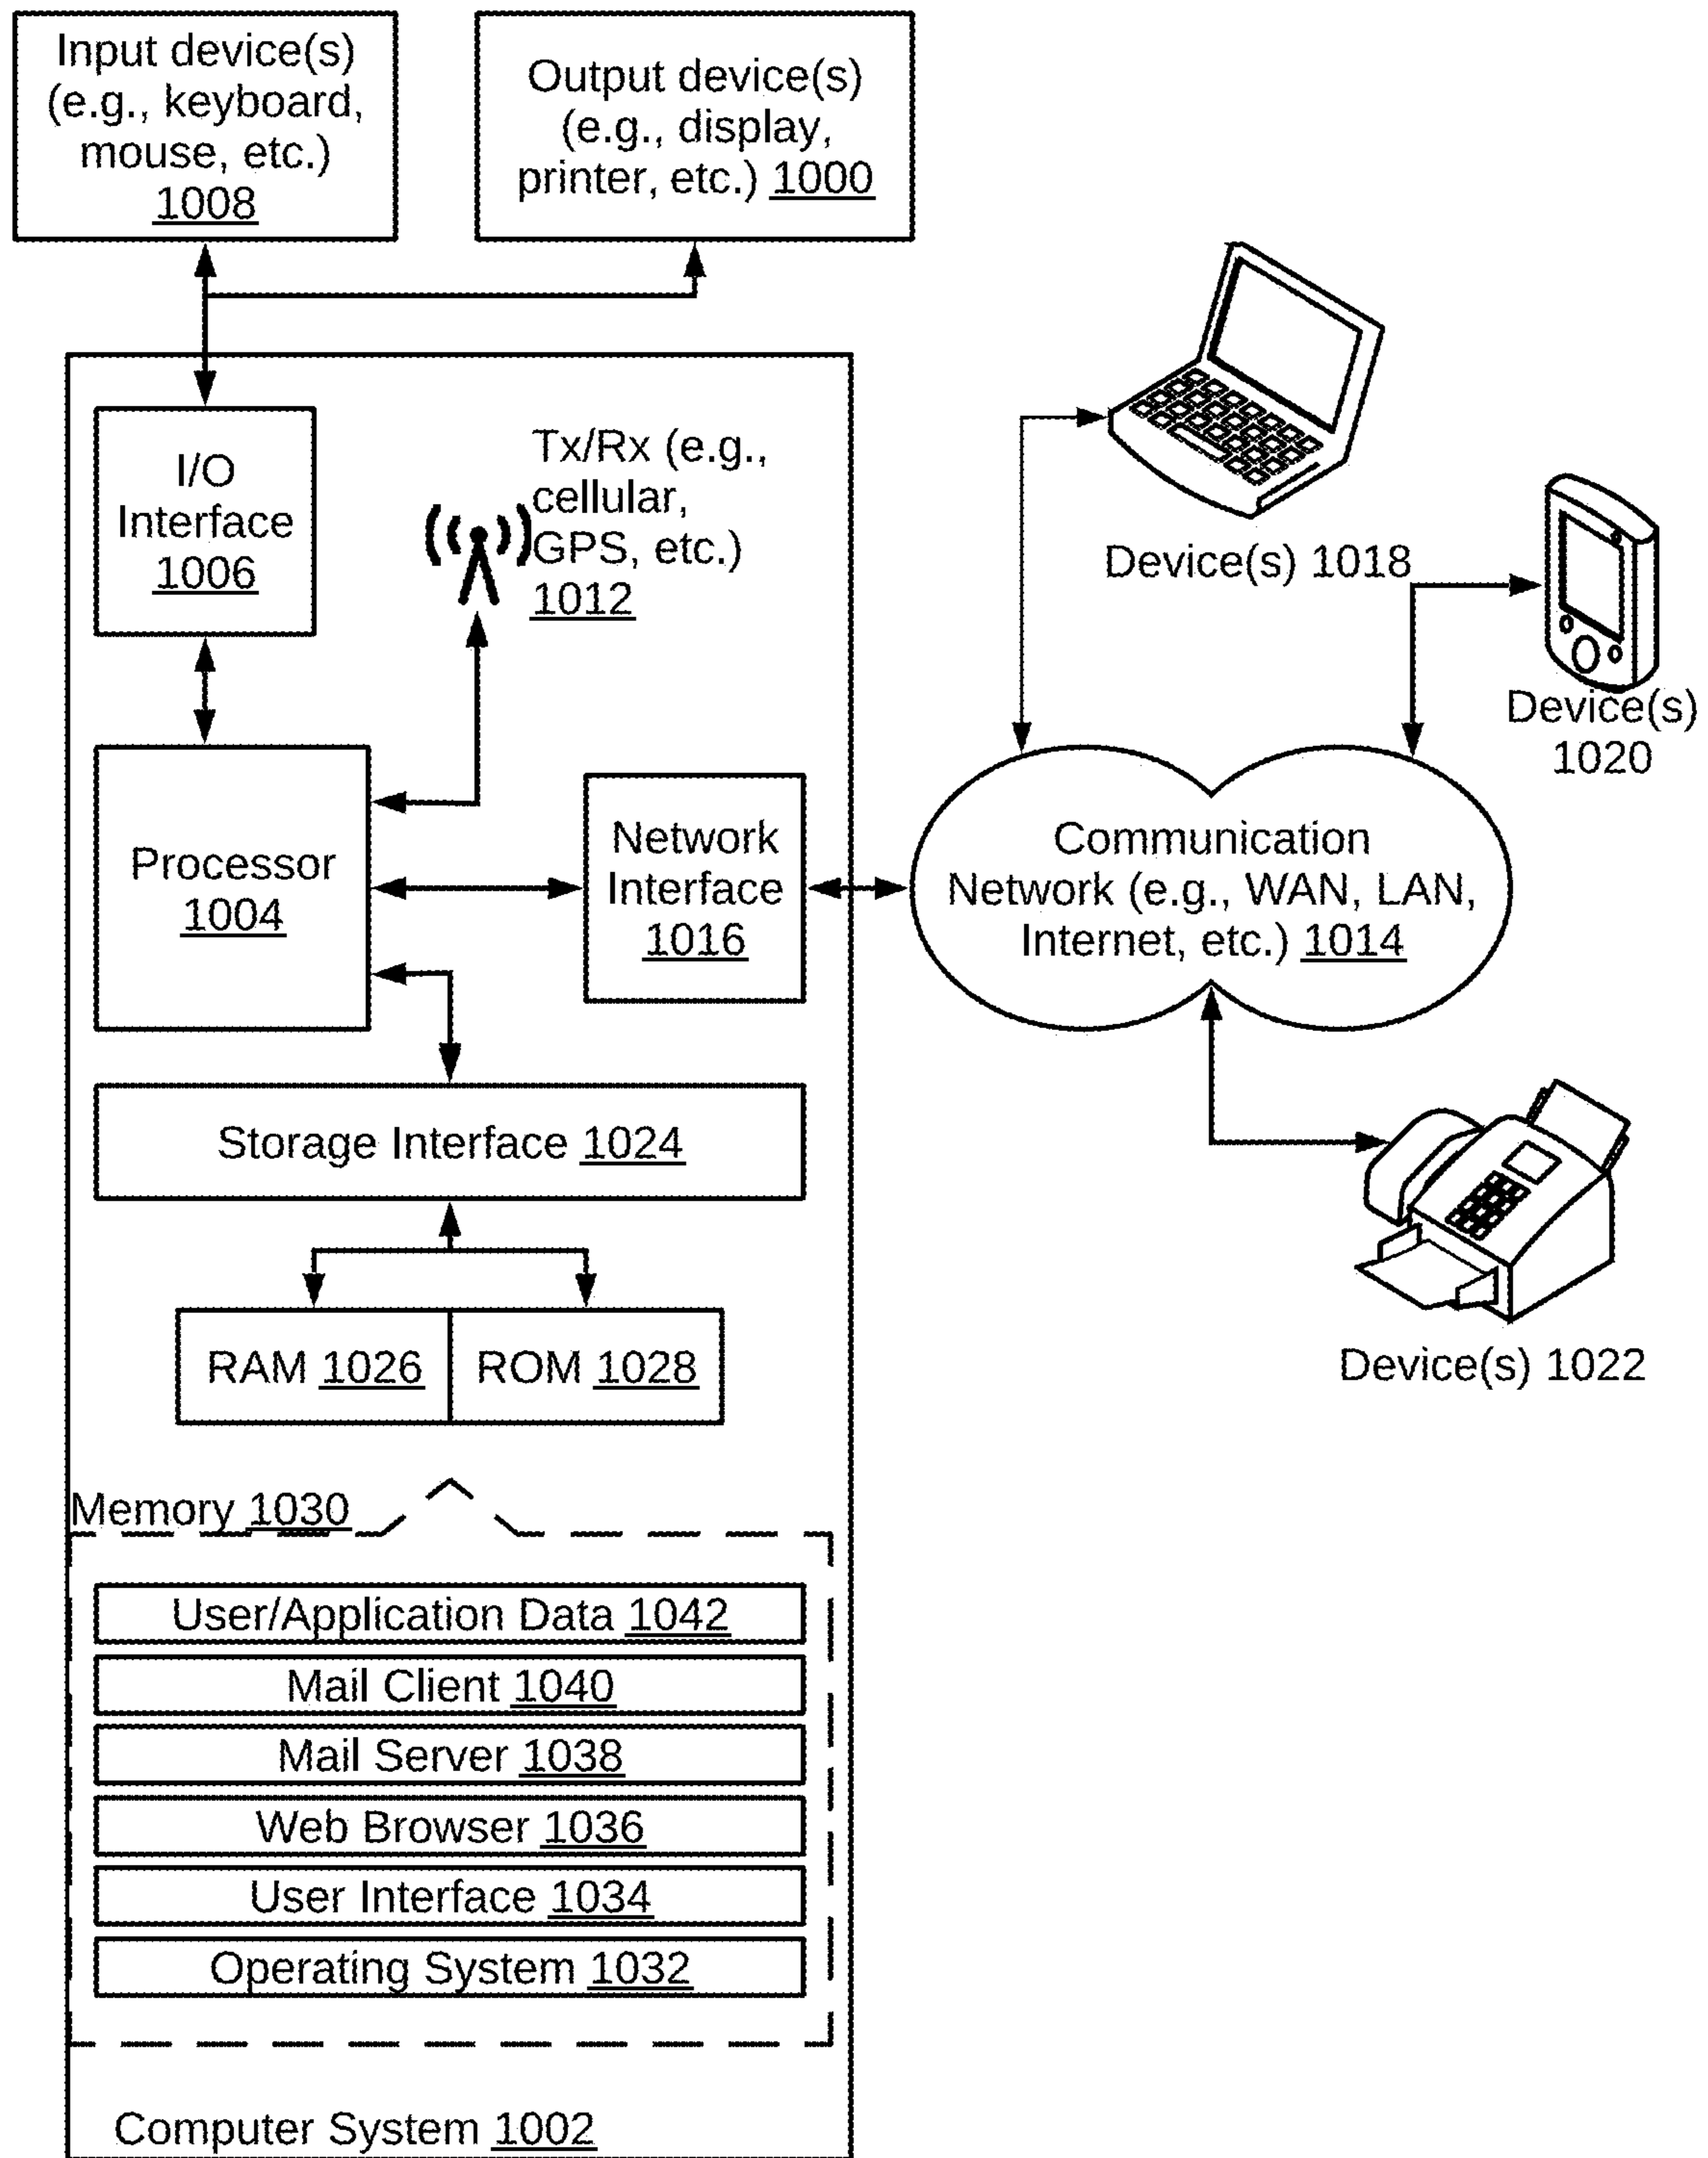 Input device(s)
(e.g., keyboard,
mouse, etc.)
1008
Output device(s)
(e.g., display,
printer, etc.) 1000
I/O
Interface
1006
Tx/Rx (e.g.,
cellular,
GPS, etc.)
1012
Device(s) 1018
Device(s)
1020
Processor
1004
Network
Interface
1016
Communication
Network (e.g., WAN, LAN,
Internet, etc.) 1014
Storage Interface 1024
RAM 1026
ROM 1028
Device(s) 1022
Memory 1030
User/Application Data 1042
Mail Client 1040
Mail Server 1038
Web Browser 1036
User Interface 1034
Operating System 1032
Computer System 1002